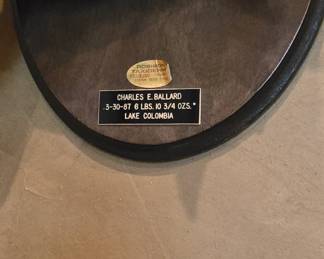 CHARLES E. BALLARD
3-30-87 6 LBS. 10 3/4 OZS."
LAKE COLOMBIA